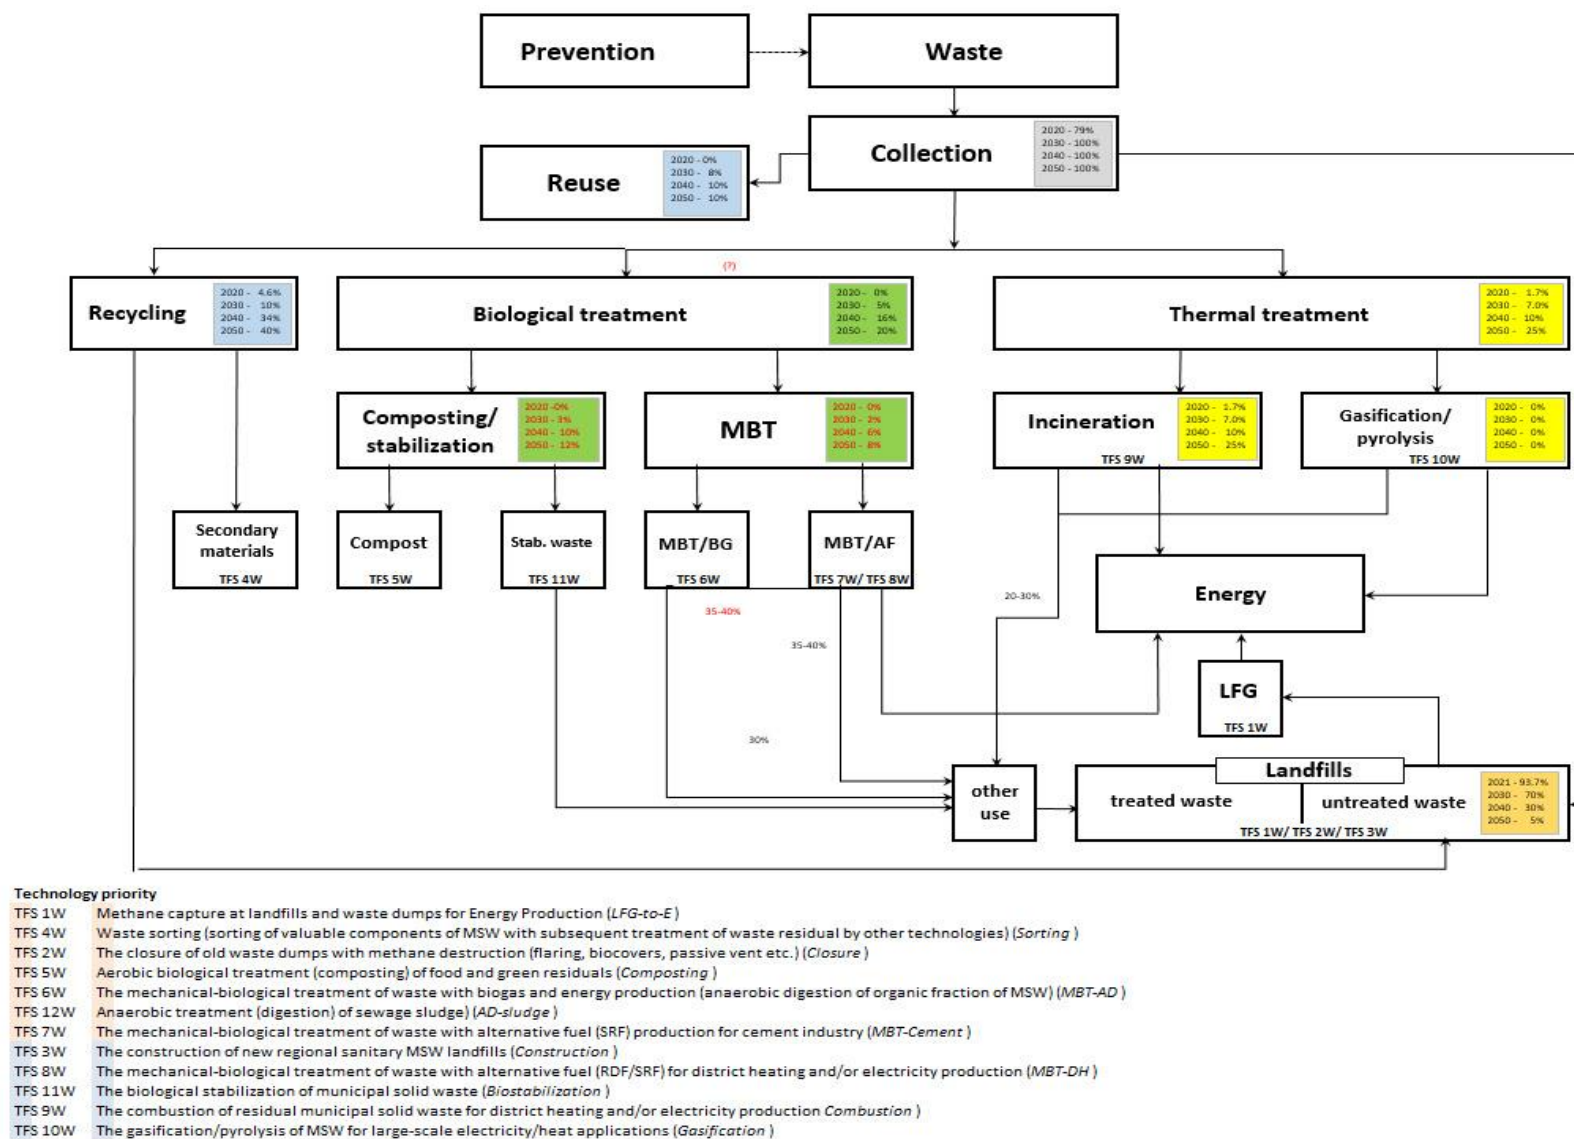 Prevention
Waste
Collection
2020 - 79%
2030 - 100%
2040 - 100%
2050 - 100%
Reuse
2020 - 0%
2030 - 8%
2040 - 10%
2050 - 10%
(?)
Recycling
2020 - 4.6%
2030 - 10%
2040 - 34%
2050 - 40%
Biological treatment
2020 - 0%
2030 - 5%
2040 - 16%
2050 - 20%
Thermal treatment
2020 - 1.7%
2030 - 7.0%
2040 - 10%
2050 - 25%
Composting/
stabilization
2020 -0%
2030 - 3%
2040 - 10%
2050 - 12%
MBT
2020 - 0%
2030 - 2%
2040 - 6%
2050 - 8%
Incineration
TFS 9W
2020 - 1.7%
2030 - 7.0%
2040 - 10%
2050 - 25%
Gasification/
pyrolysis
TFS 10W
2020 - 0%
2030 - 0%
2040 - 0%
2050 - 0%
Secondary
materials
TFS 4W
Compost
TFS 5W
Stab. waste
TFS 11W
MBT/BG
TFS 6W
MBT/AF
TFS 7W/ TFS 8W
Energy
20-30%
35-40%
35-40%
30%
LFG
TFS 1W
other
use
Landfills
treated waste
untreated waste
TFS 1W/ TFS 2W/ TFS 3W
2021 - 93.7%
2030 - 70%
2040 - 30%
2050 - 5%
Technology priority
TFS 1W Methane capture at landfills and waste dumps for Energy Production (LFG-to-E )
TFS 4W Waste sorting (sorting of valuable components of MSW with subsequent treatment of waste residual by other technologies) (Sorting )
TFS 2W The closure of old waste dumps with methane destruction (flaring, biocovers, passive vent etc.) (Closure )
TFS 5W Aerobic biological treatment (composting) of food and green residuals (Composting )
TFS 6W The mechanical-biological treatment of waste with biogas and energy production (anaerobic digestion of organic fraction of MSW) (MBT-AD )
TFS 12W Anaerobic treatment (digestion) of sewage sludge) (AD-sludge )
TFS 7W The mechanical-biological treatment of waste with alternative fuel (SRF) production for cement industry (MBT-Cement )
TFS 3W The construction of new regional sanitary MSW landfills (Construction )
TFS 8W The mechanical-biological treatment of waste with alternative fuel (RDF/SRF) for district heating and/or electricity production (MBT-DH )
TFS 11W The biological stabilization of municipal solid waste (Biostabilization )
TFS 9W The combustion of residual municipal solid waste for district heating and/or electricity production Combustion )
TFS 10W The gasification/pyrolysis of MSW for large-scale electricity/heat applications (Gasification )